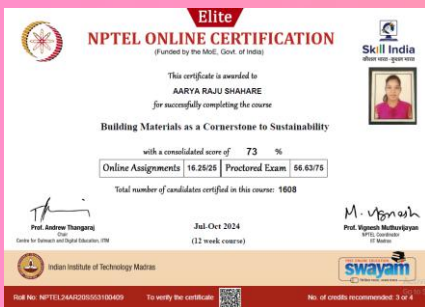 Elite
NPTEL ONLINE CERTIFICATION
(Funded by the MoE, Govt. of India)
Skill India
कौशल भारत - कुशल भारत
This certificate is awarded to
AARYA RAJU SHAHARE
for successfully completing the course
Building Materials as a Cornerstone to Sustainability
with a consolidated score of 73 %
Online Assignments 16.25/25 Proctored Exam 56.63/75
Total number of candidates certified in this course: 1608
Prof. Andrew Thangaraj
Chair
Centre for Outreach and Digital Education, IITM
Jul-Oct 2024
(12 week course)
M. Vignesh
Prof. Vignesh Muthuvijayan
NPTEL Coordinator
IIT Madras
Indian Institute of Technology Madras
swayam
Roll No: NPTEL24AR20S553100409
To verify the certificate
No. of credits recommended: 3 or 4